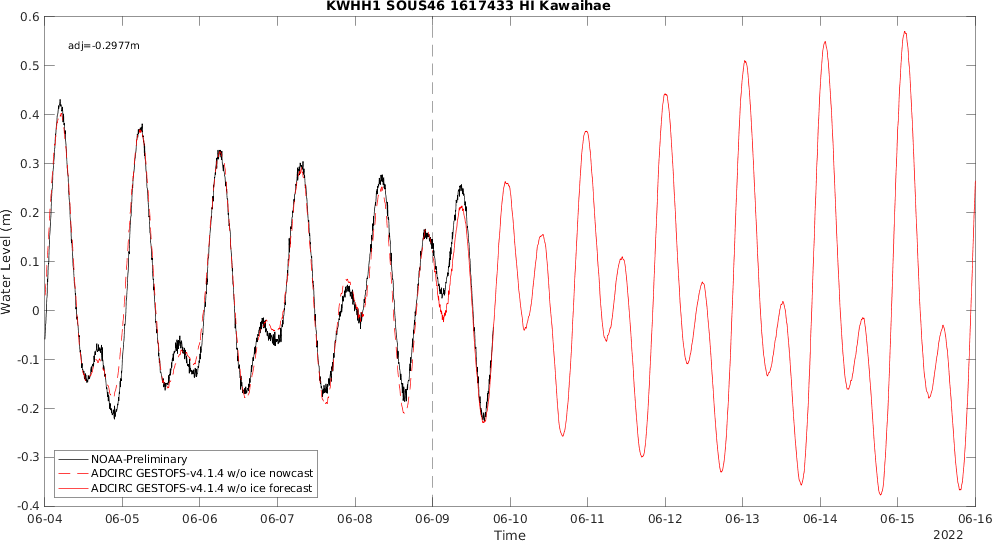 KWHH1 SOUS46 1617433 HI Kawaihae
adj=-0.2977m
0.6
0.5
0.4
0.3
0.2
0.1
0
-0.1
-0.2
-0.3
-0.4
Water Level (m)
NOAA-Preliminary
ADCIRC GESTOFS-v4.1.4 w/o ice nowcast
ADCIRC GESTOFS-v4.1.4 w/o ice forecast
06-04 06-05 06-06 06-07 06-08 06-09 06-10 06-11 06-12 06-13 06-14 06-15 06-16
Time
2022